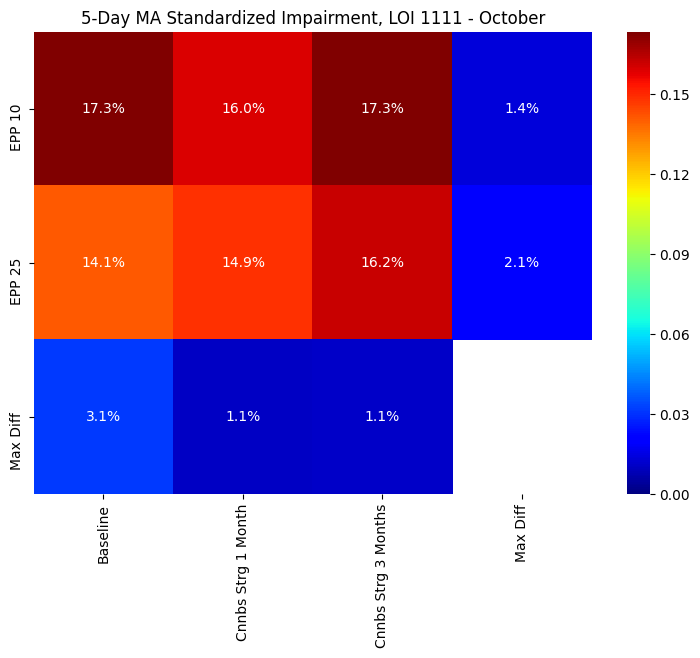 5-Day MA Standardized Impairment, LOI 1111 - October
EPP 10
17.3%
16.0%
17.3%
1.4%
EPP 25
14.1%
14.9%
16.2%
2.1%
Max Diff
3.1%
1.1%
1.1%
Baseline
Cnnbs Strg 1 Month
Cnnbs Strg 3 Months
Max Diff
0.15
0.12
0.09
0.06
0.03
0.00